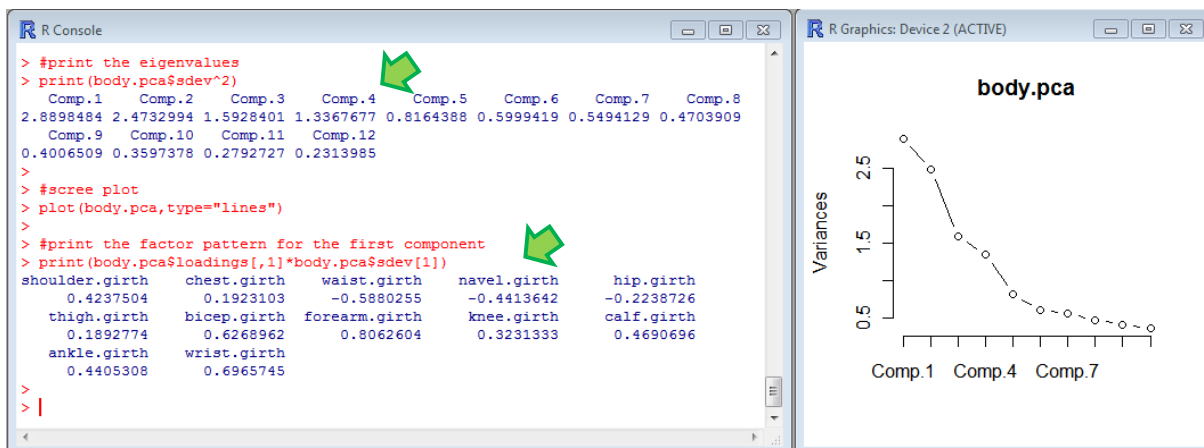 R Console
> #print the eigenvalues
> print(body.pca$sdev^2)
Comp.1 Comp.2 Comp.3 Comp.4 Comp.5 Comp.6 Comp.7 Comp.8
2.8898484 2.4732994 1.5928401 1.3367677 0.8164388 0.5999419 0.5494129 0.4703909
Comp.9 Comp.10 Comp.11 Comp.12
0.4006509 0.3597378 0.2792727 0.2313985
>
> #scree plot
> plot(body.pca,type="lines")
>
> #print the factor pattern for the first component
> print(body.pca$loadings[,1]*body.pca$sdev[1])
shoulder.girth chest.girth waist.girth navel.girth hip.girth
0.4237504 0.1923103 -0.5880255 -0.4413642 -0.2238726
thigh.girth bicep.girth forearm.girth knee.girth calf.girth
0.1892774 0.6268962 0.8062604 0.3231333 0.4690696
ankle.girth wrist.girth
0.4405308 0.6965745
>
>
R Graphics: Device 2 (ACTIVE)
body.pca
Variances
2.5
1.5
0.5
Comp.1 Comp.4 Comp.7